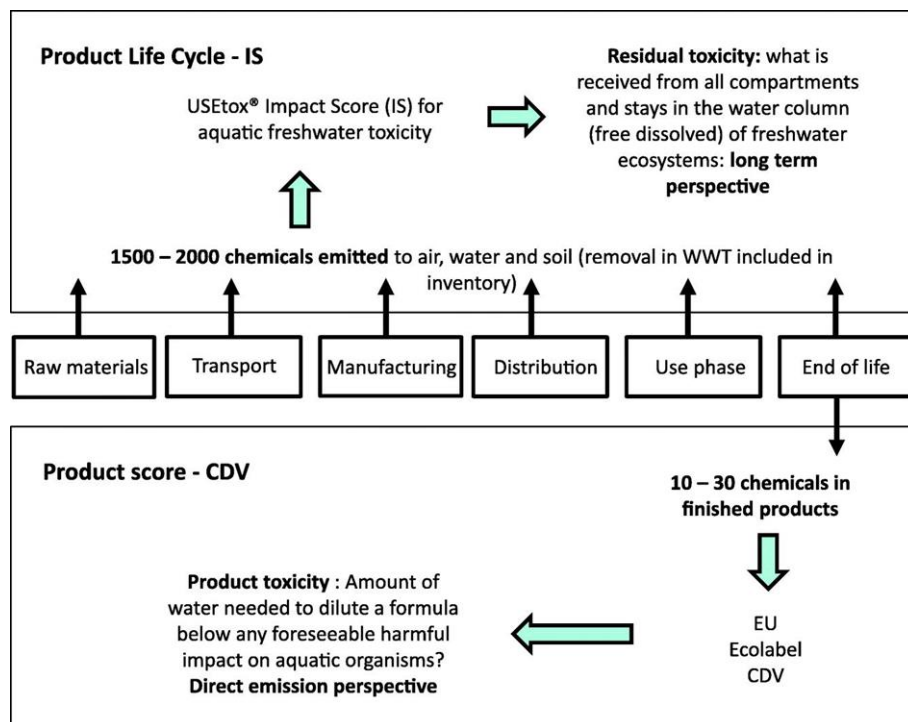 Product Life Cycle - IS
USEtox® Impact Score (IS) for
aquatic freshwater toxicity
Residual toxicity: what is
received from all compartments
and stays in the water column
(free dissolved) of freshwater
ecosystems: long term
perspective
1500 – 2000 chemicals emitted to air, water and soil (removal in WWT included in
inventory)
Raw materials
Transport
Manufacturing
Distribution
Use phase
End of life
Product score - CDV
10 – 30 chemicals in
finished products
EU
Ecolabel
CDV
Product toxicity : Amount of
water needed to dilute a formula
below any foreseeable harmful
impact on aquatic organisms?
Direct emission perspective